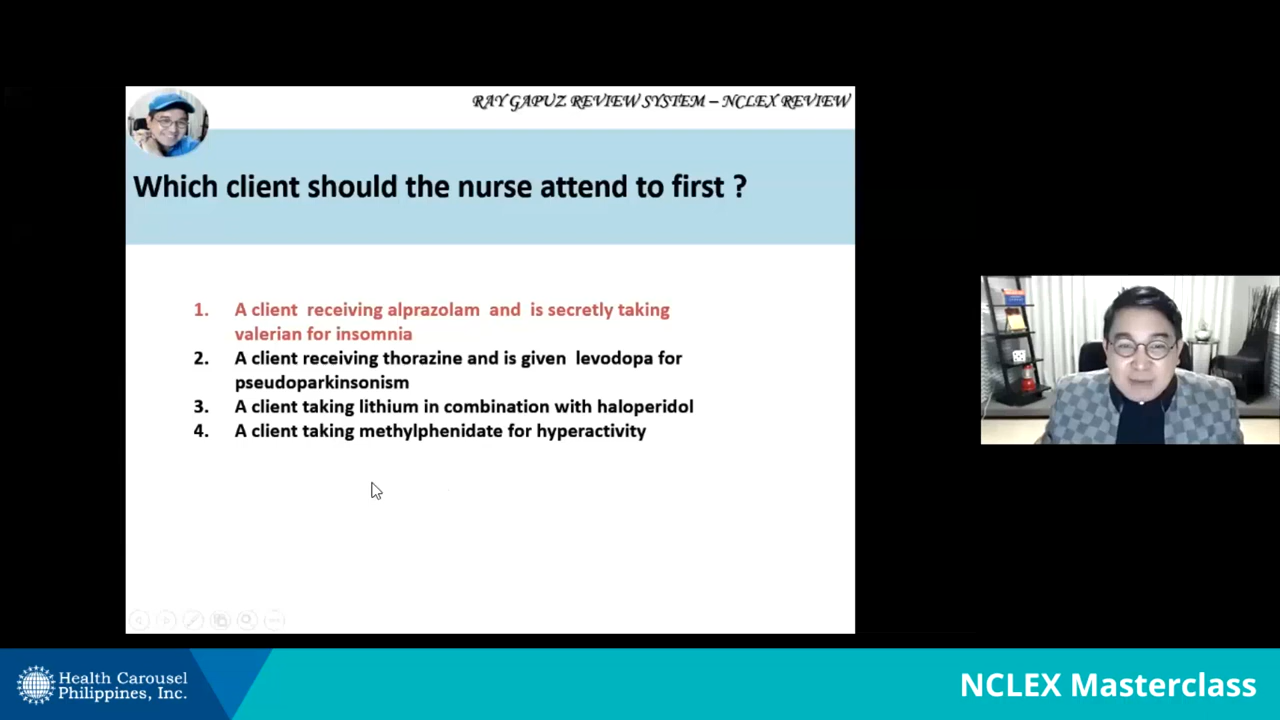 RAY GAPUZ REVIEW SYSTEM – NCLEX REVIEW
Which client should the nurse attend to first ?
1. A client receiving alprazolam and is secretly taking
valerian for insomnia
2. A client receiving thorazine and is given levodopa for
pseudoparkinsonism
3. A client taking lithium in combination with haloperidol
4. A client taking methylphenidate for hyperactivity
Health Carousel
Philippines, Inc.
NCLEX Masterclass